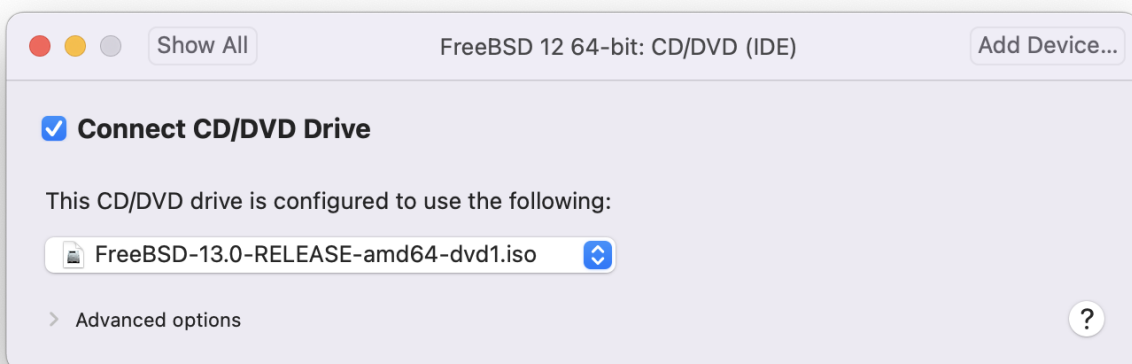 Show All FreeBSD 12 64-bit: CD/DVD (IDE) Add Device...
Connect CD/DVD Drive
This CD/DVD drive is configured to use the following:
FreeBSD-13.0-RELEASE-amd64-dvd1.iso
Advanced options ?